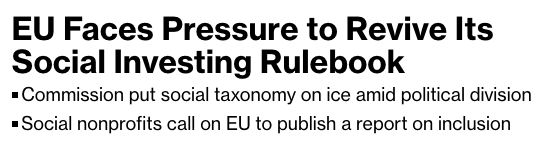 EU Faces Pressure to Revive Its
Social Investing Rulebook
▪Commission put social taxonomy on ice amid political division
▪Social nonprofits call on EU to publish a report on inclusion